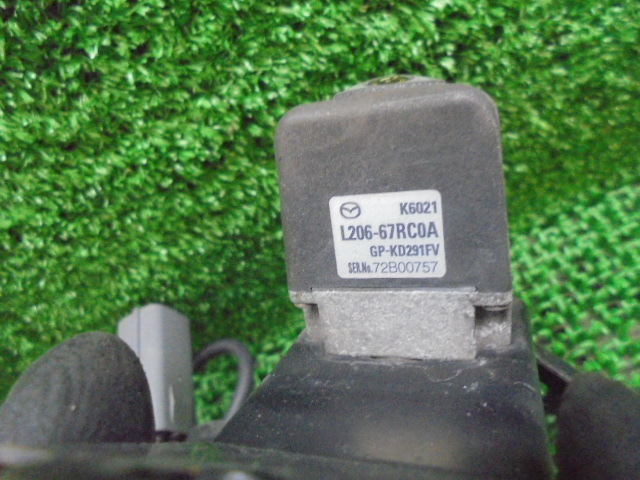 K6021
L206-67RC0A
GP-KD291FV
SER.No.72B00757